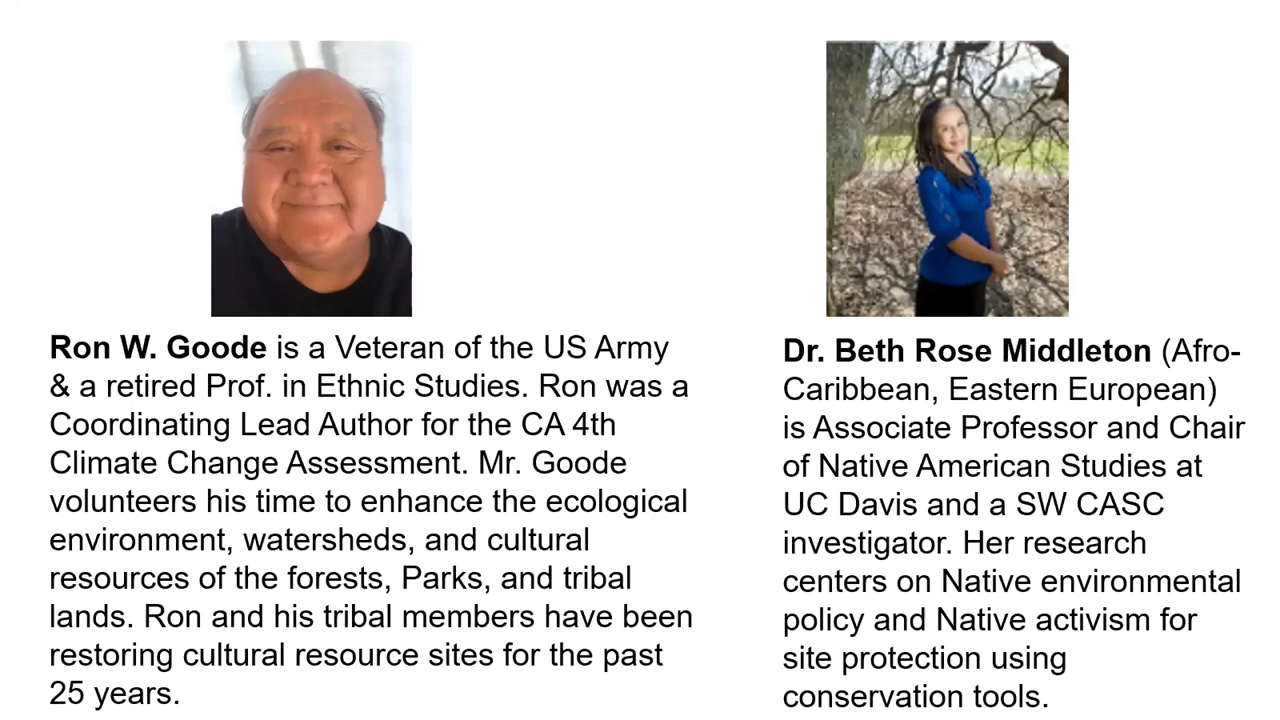 Ron W. Goode is a Veteran of the US Army
& a retired Prof. in Ethnic Studies. Ron was a
Coordinating Lead Author for the CA 4th
Climate Change Assessment. Mr. Goode
volunteers his time to enhance the ecological
environment, watersheds, and cultural
resources of the forests, Parks, and tribal
lands. Ron and his tribal members have been
restoring cultural resource sites for the past
25 years.
Dr. Beth Rose Middleton (Afro-
Caribbean, Eastern European)
is Associate Professor and Chair
of Native American Studies at
UC Davis and a SW CASC
investigator. Her research
centers on Native environmental
policy and Native activism for
site protection using
conservation tools.